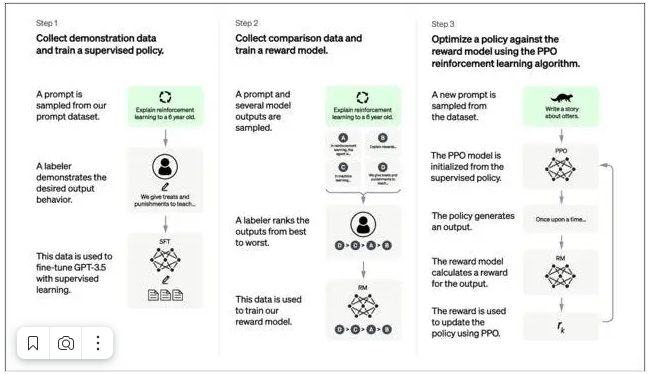 Step 1
Collect demonstration data
and train a supervised policy.
A prompt is
sampled from our
prompt dataset.
Explain reinforcement
learning to a 6 year old.
A labeler
demonstrates the
desired output
behavior.
We give treats and
punishments to teach...
This data is used to
fine-tune GPT-3.5
with supervised
learning.
SFT
Step 2
Collect comparison data and
train a reward model.
A prompt and
several model
outputs are
sampled.
Explain reinforcement
learning to a 6 year old.
A
In reinforcement
learning, the
agent is...
B
Explain rewards...
C
In machine
learning...
D
We give treats and
punishments to
teach...
A labeler ranks the
outputs from best
to worst.
D > C > A > B
This data is used
to train our
reward model.
RM
D > C > A > B
Step 3
Optimize a policy against the
reward model using the PPO
reinforcement learning algorithm.
A new prompt is
sampled from
the dataset.
Write a story
about otters.
The PPO model is
initialized from the
supervised policy.
PPO
The policy generates
an output.
Once upon a time...
The reward model
calculates a reward
for the output.
RM
The reward is used
to update the
policy using PPO.
rk